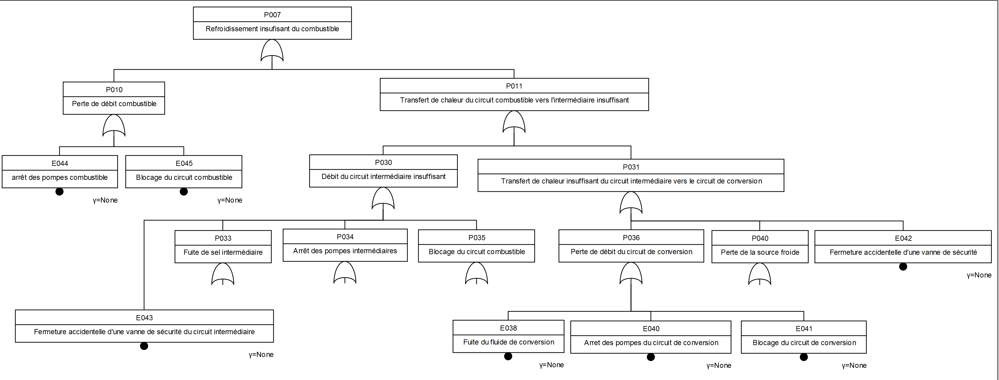 P007
Refroidissement insufisant du combustible
P010
Perte de débit combustible
P011
Transfert de chaleur du circuit combustible vers l'intermédiaire insuffisant
E044
arrêt des pompes combustible
γ=None
E045
Blocage du circuit combustible
γ=None
P030
Débit du circuit intermédiaire insuffisant
P031
Transfert de chaleur insuffisant du circuit intermédiaire vers le circuit de conversion
P033
Fuite de sel intermédiaire
P034
Arrêt des pompes intermédiaires
P035
Blocage du circuit combustible
P036
Perte de débit du circuit de conversion
P040
Perte de la source froide
E042
Fermeture accidentelle d'une vanne de sécurité
γ=None
E043
Fermeture accidentelle d'une vanne de sécurité du circuit intermédiaire
γ=None
E038
Fuite du fluide de conversion
γ=None
E040
Arret des pompes du circuit de conversion
γ=None
E041
Blocage du circuit de conversion
γ=None